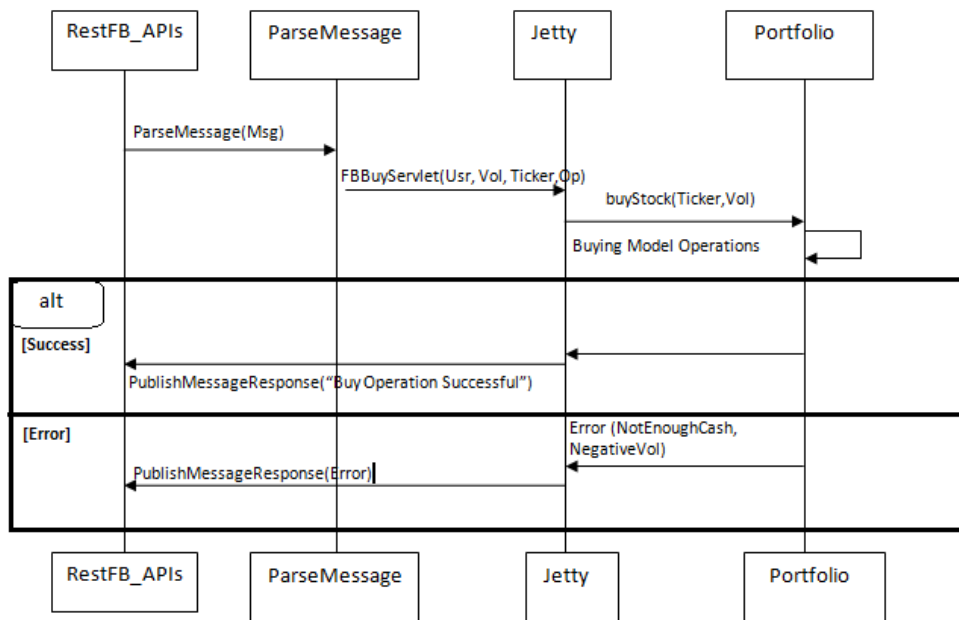 RestFB_APIs
ParseMessage
Jetty
Portfolio
ParseMessage(Msg)
FBBuyServlet(Usr, Vol, Ticker,Op)
buyStock(Ticker,Vol)
Buying Model Operations
alt
[Success]
PublishMessageResponse(“Buy Operation Successful”)
[Error]
Error (NotEnoughCash,
NegativeVol)
PublishMessageResponse(Error)
RestFB_APIs
ParseMessage
Jetty
Portfolio